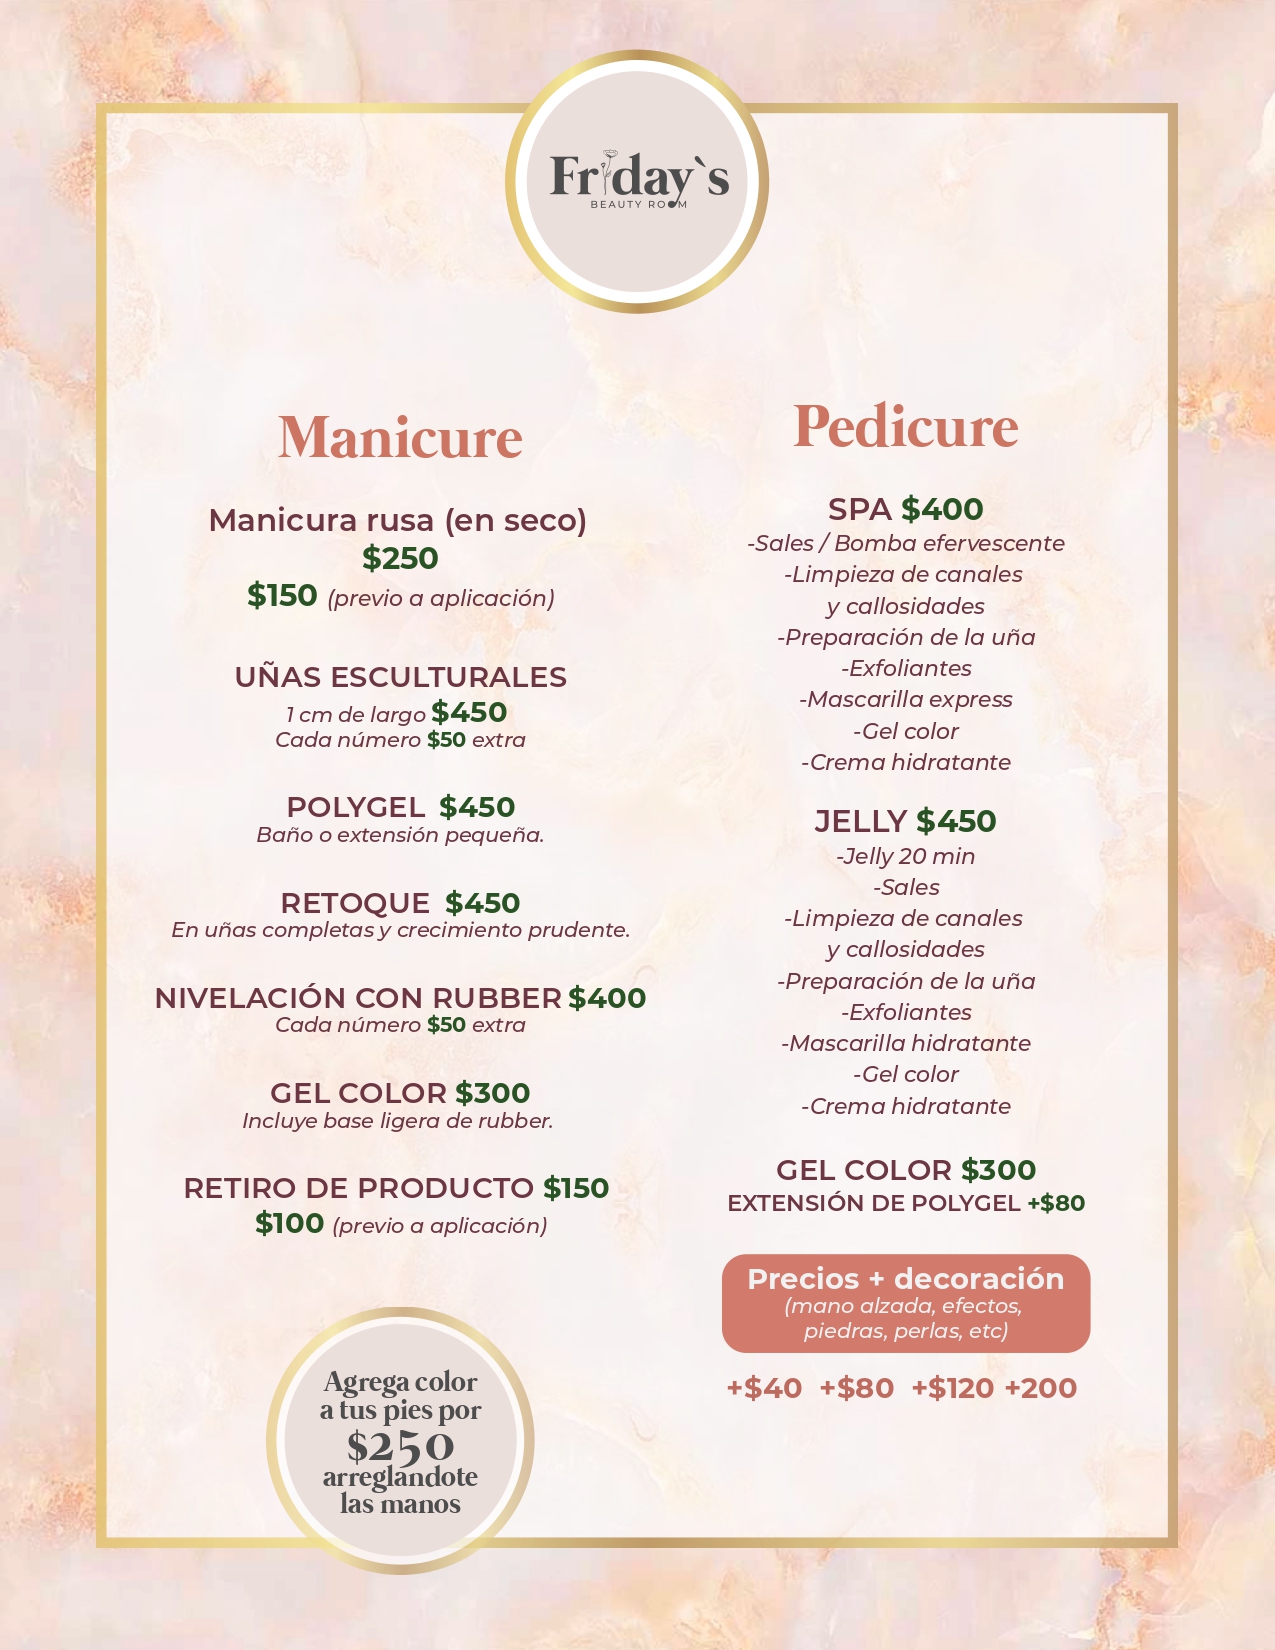 Friday`s
BEAUTY ROOM
Manicure
Manicura rusa (en seco)
$250
$150 (previo a aplicación)
UÑAS ESCULTURALES
1 cm de largo $450
Cada número $50 extra
POLYGEL $450
Baño o extensión pequeña.
RETOQUE $450
En uñas completas y crecimiento prudente.
NIVELACIÓN CON RUBBER $400
Cada número $50 extra
GEL COLOR $300
Incluye base ligera de rubber.
RETIRO DE PRODUCTO $150
$100 (previo a aplicación)
Agrega color
a tus pies por
$250
arreglandote
las manos
Pedicure
SPA $400
-Sales / Bomba efervescente
-Limpieza de canales
y callosidades
-Preparación de la uña
-Exfoliantes
-Mascarilla express
-Gel color
-Crema hidratante
JELLY $450
-Jelly 20 min
-Sales
-Limpieza de canales
y callosidades
-Preparación de la uña
-Exfoliantes
-Mascarilla hidratante
-Gel color
-Crema hidratante
GEL COLOR $300
EXTENSIÓN DE POLYGEL +$80
Precios + decoración
(mano alzada, efectos,
piedras, perlas, etc)
+$40 +$80 +$120 +200